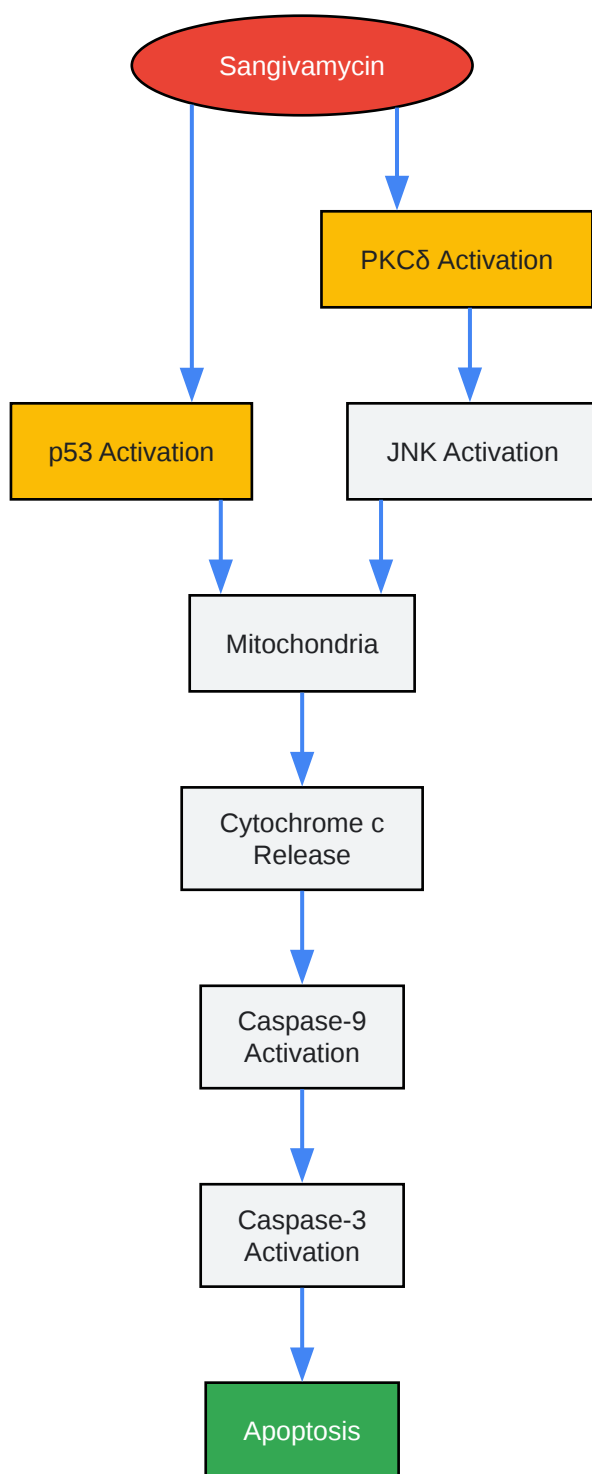 Sangivamycin
PKCδ Activation
p53 Activation
JNK Activation
Mitochondria
Cytochrome c
Release
Caspase-9
Activation
Caspase-3
Activation
Apoptosis